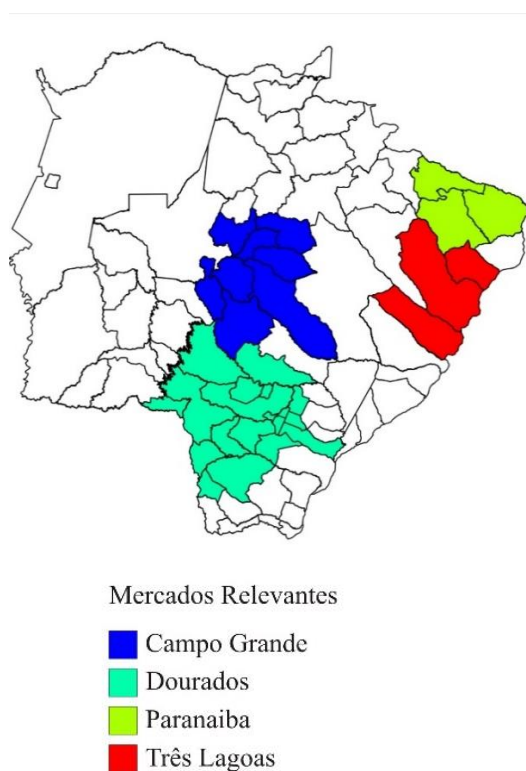 Mercados Relevantes
Campo Grande
Dourados
Paranaiba
Três Lagoas